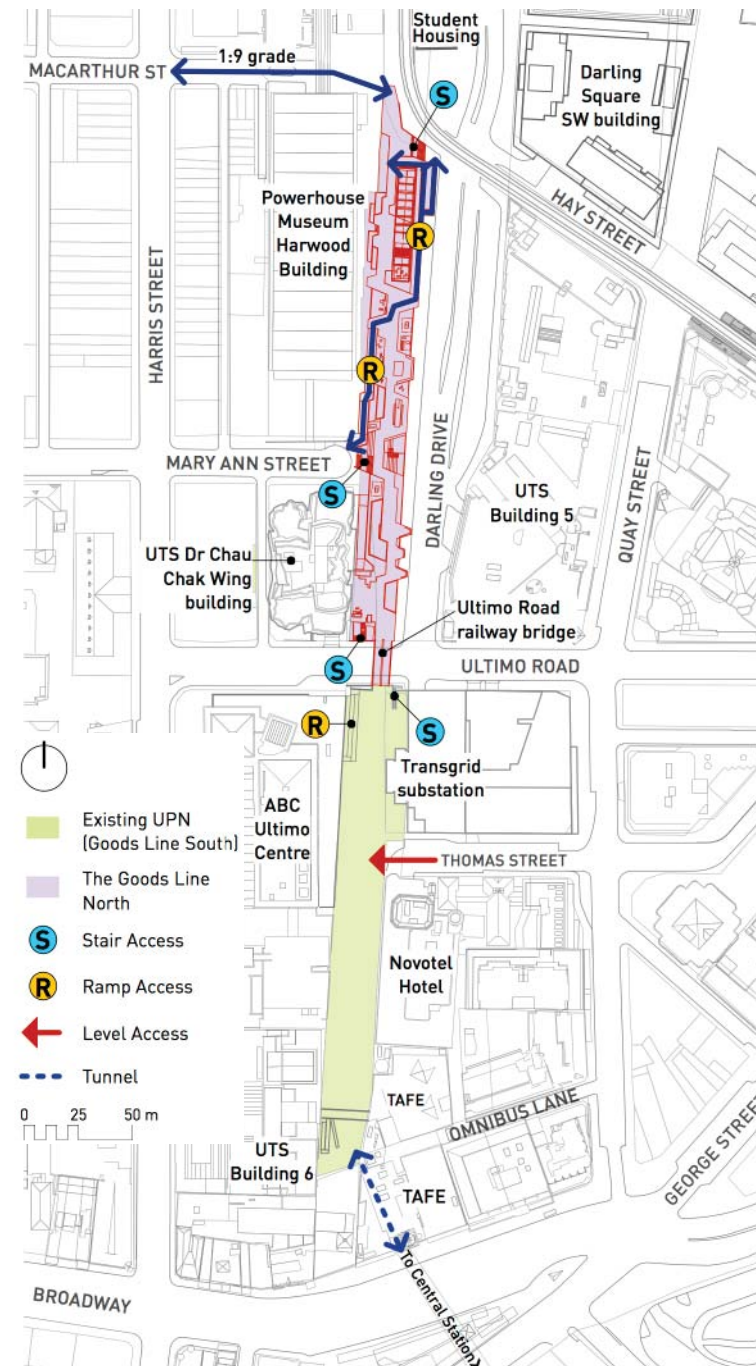 Student
Housing
1:9 grade
MACARTHUR ST
S
Darling
Square
SW building
HAY STREET
Powerhouse
Museum
Harwood
Building
R
HARRIS STREET
R
DARLING DRIVE
MARY ANN STREET
S
QUAY STREET
UTS
Building 5
UTS Dr Chau
Chak Wing
building
Ultimo Road
railway bridge
S
ULTIMO ROAD
R
S
Transgrid
substation
ABC
Ultimo
Centre
THOMAS STREET
Existing UPN
(Goods Line South)
The Goods Line
North
S
Stair Access
R
Ramp Access
Level Access
Tunnel
0 25 50 m
Novotel
Hotel
TAFE
OMNIBUS LANE
UTS
Building 6
TAFE
GEORGE STREET
To Central Station
BROADWAY